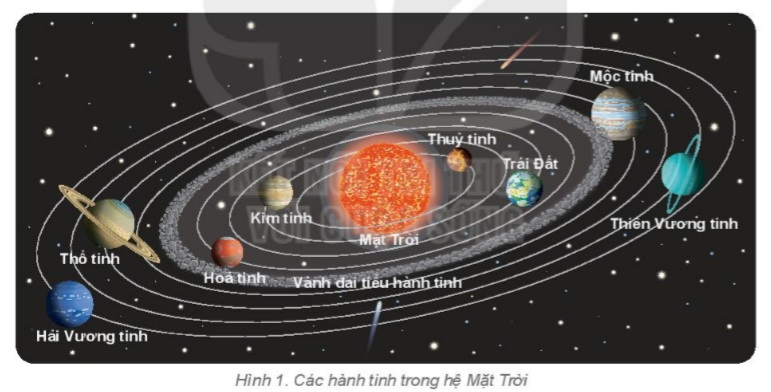 Mộc tinh
Thuỷ tinh
Trái Đất
Kim tinh
Thiên Vương tinh
Mặt Trời
Thổ tinh
Hoả tinh
Vành đai tiểu hành tinh
Hải Vương tinh
Hình 1. Các hành tinh trong hệ Mặt Trời